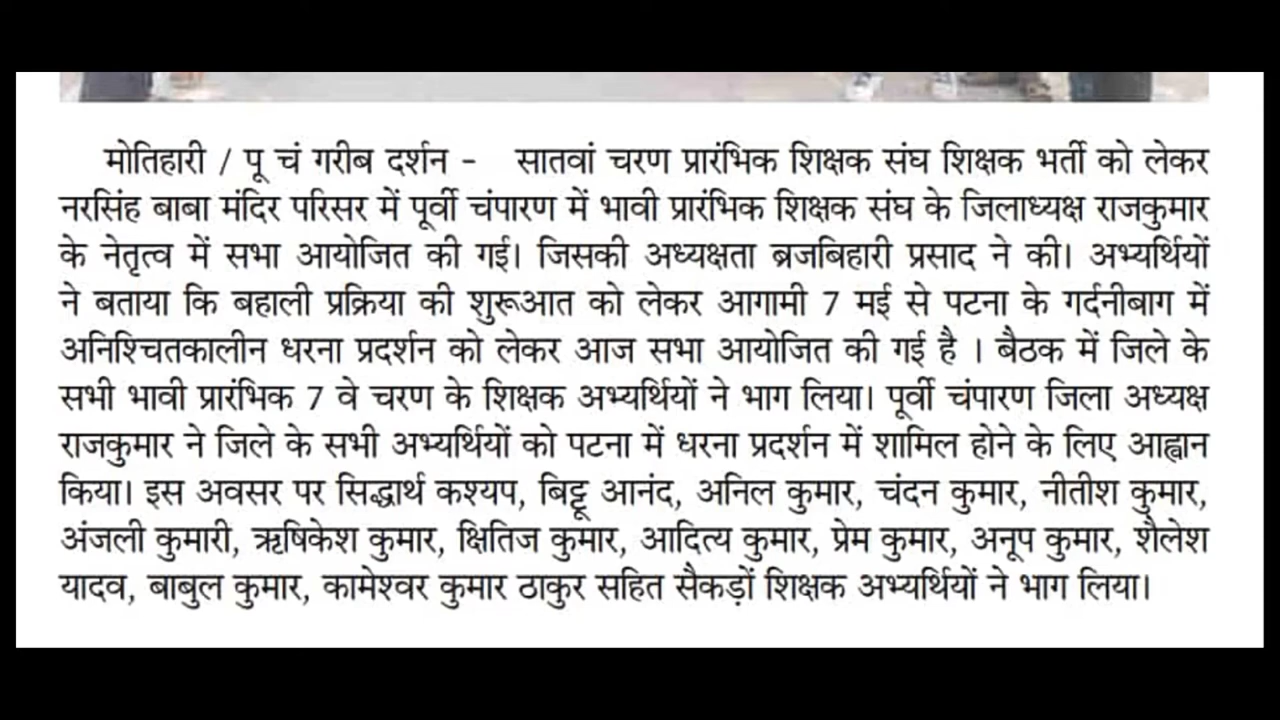 मोतिहारी / पू चं गरीब दर्शन - सातवां चरण प्रारंभिक शिक्षक संघ शिक्षक भर्ती को लेकर
नरसिंह बाबा मंदिर परिसर में पूर्वी चंपारण में भावी प्रारंभिक शिक्षक संघ के जिलाध्यक्ष राजकुमार
के नेतृत्व में सभा आयोजित की गई। जिसकी अध्यक्षता ब्रजबिहारी प्रसाद ने की। अभ्यर्थियों
ने बताया कि बहाली प्रक्रिया की शुरूआत को लेकर आगामी 7 मई से पटना के गर्दनीबाग में
अनिश्चितकालीन धरना प्रदर्शन को लेकर आज सभा आयोजित की गई है । बैठक में जिले के
सभी भावी प्रारंभिक 7 वे चरण के शिक्षक अभ्यर्थियों ने भाग लिया। पूर्वी चंपारण जिला अध्यक्ष
राजकुमार ने जिले के सभी अभ्यर्थियों को पटना में धरना प्रदर्शन में शामिल होने के लिए आह्वान
किया। इस अवसर पर सिद्धार्थ कश्यप, बिट्टू आनंद, अनिल कुमार, चंदन कुमार, नीतीश कुमार,
अंजली कुमारी, ऋषिकेश कुमार, क्षितिज कुमार, आदित्य कुमार, प्रेम कुमार, अनूप कुमार, शैलेश
यादव, बाबुल कुमार, कामेश्वर कुमार ठाकुर सहित सैकड़ों शिक्षक अभ्यर्थियों ने भाग लिया।